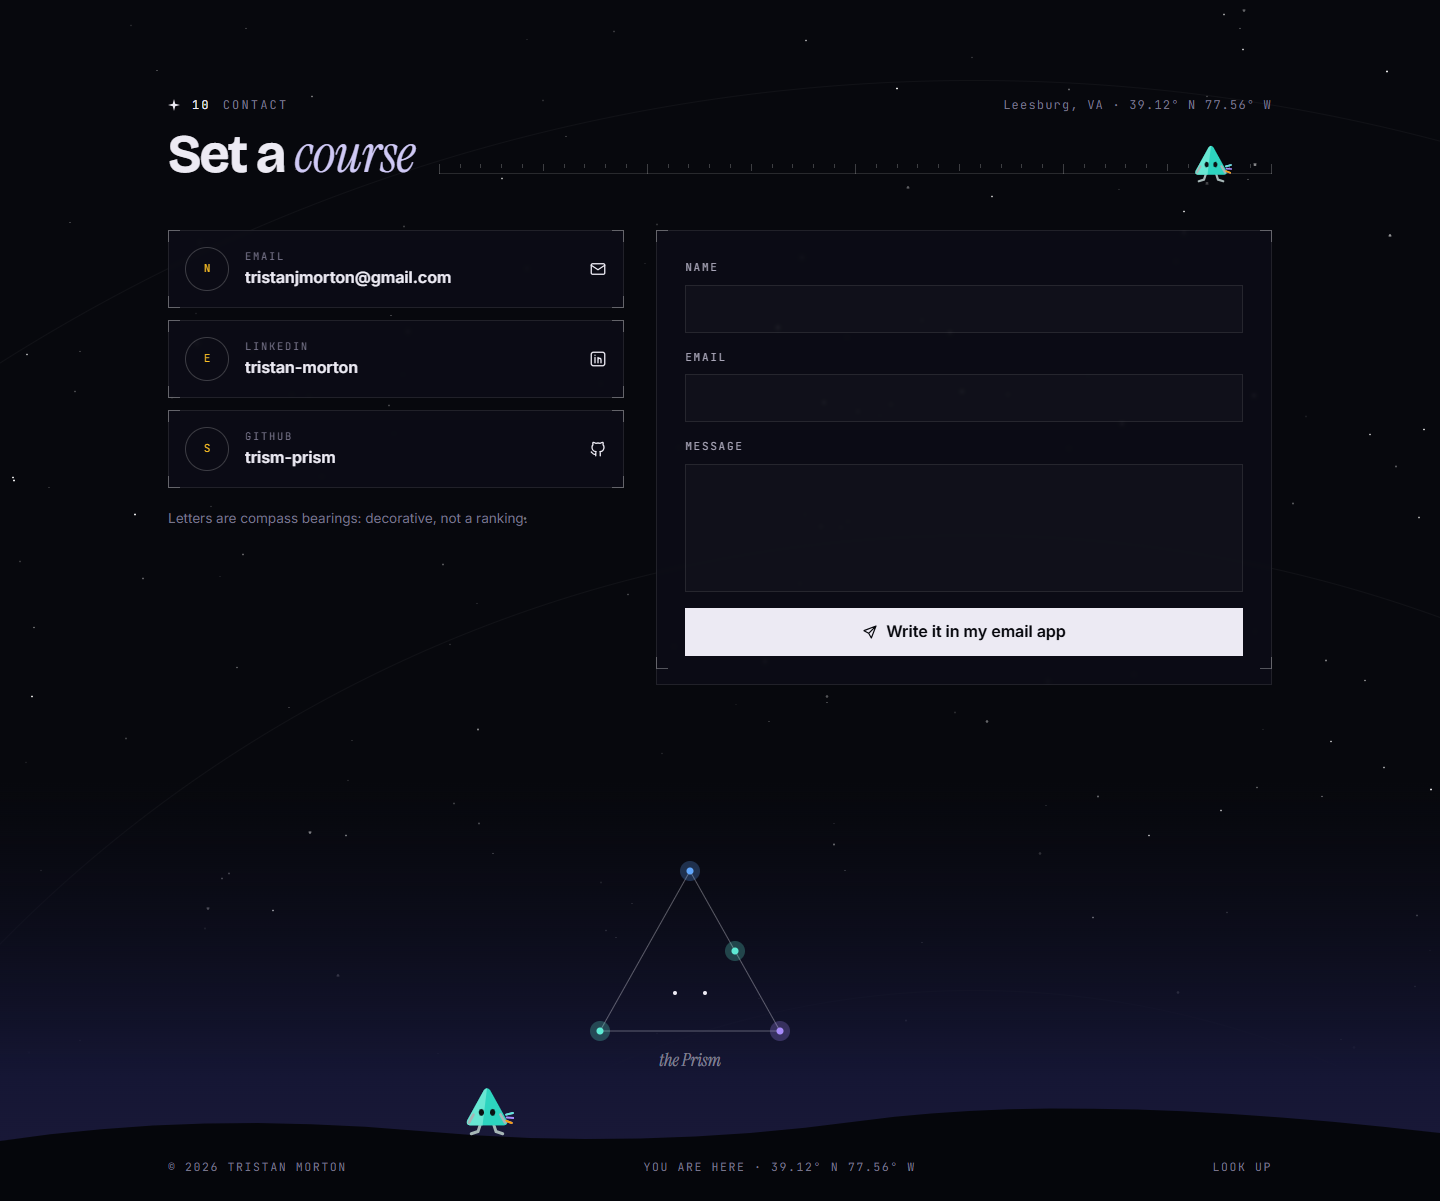 10 CONTACT
Leesburg, VA · 39.12° N 77.56° W
Set a course
N
EMAIL
tristanjmorton@gmail.com
E
LINKEDIN
tristan-morton
S
GITHUB
trism-prism
Letters are compass bearings: decorative, not a ranking.
NAME
EMAIL
MESSAGE
Write it in my email app
the Prism
© 2026 TRISTAN MORTON
YOU ARE HERE · 39.12° N 77.56° W
LOOK UP